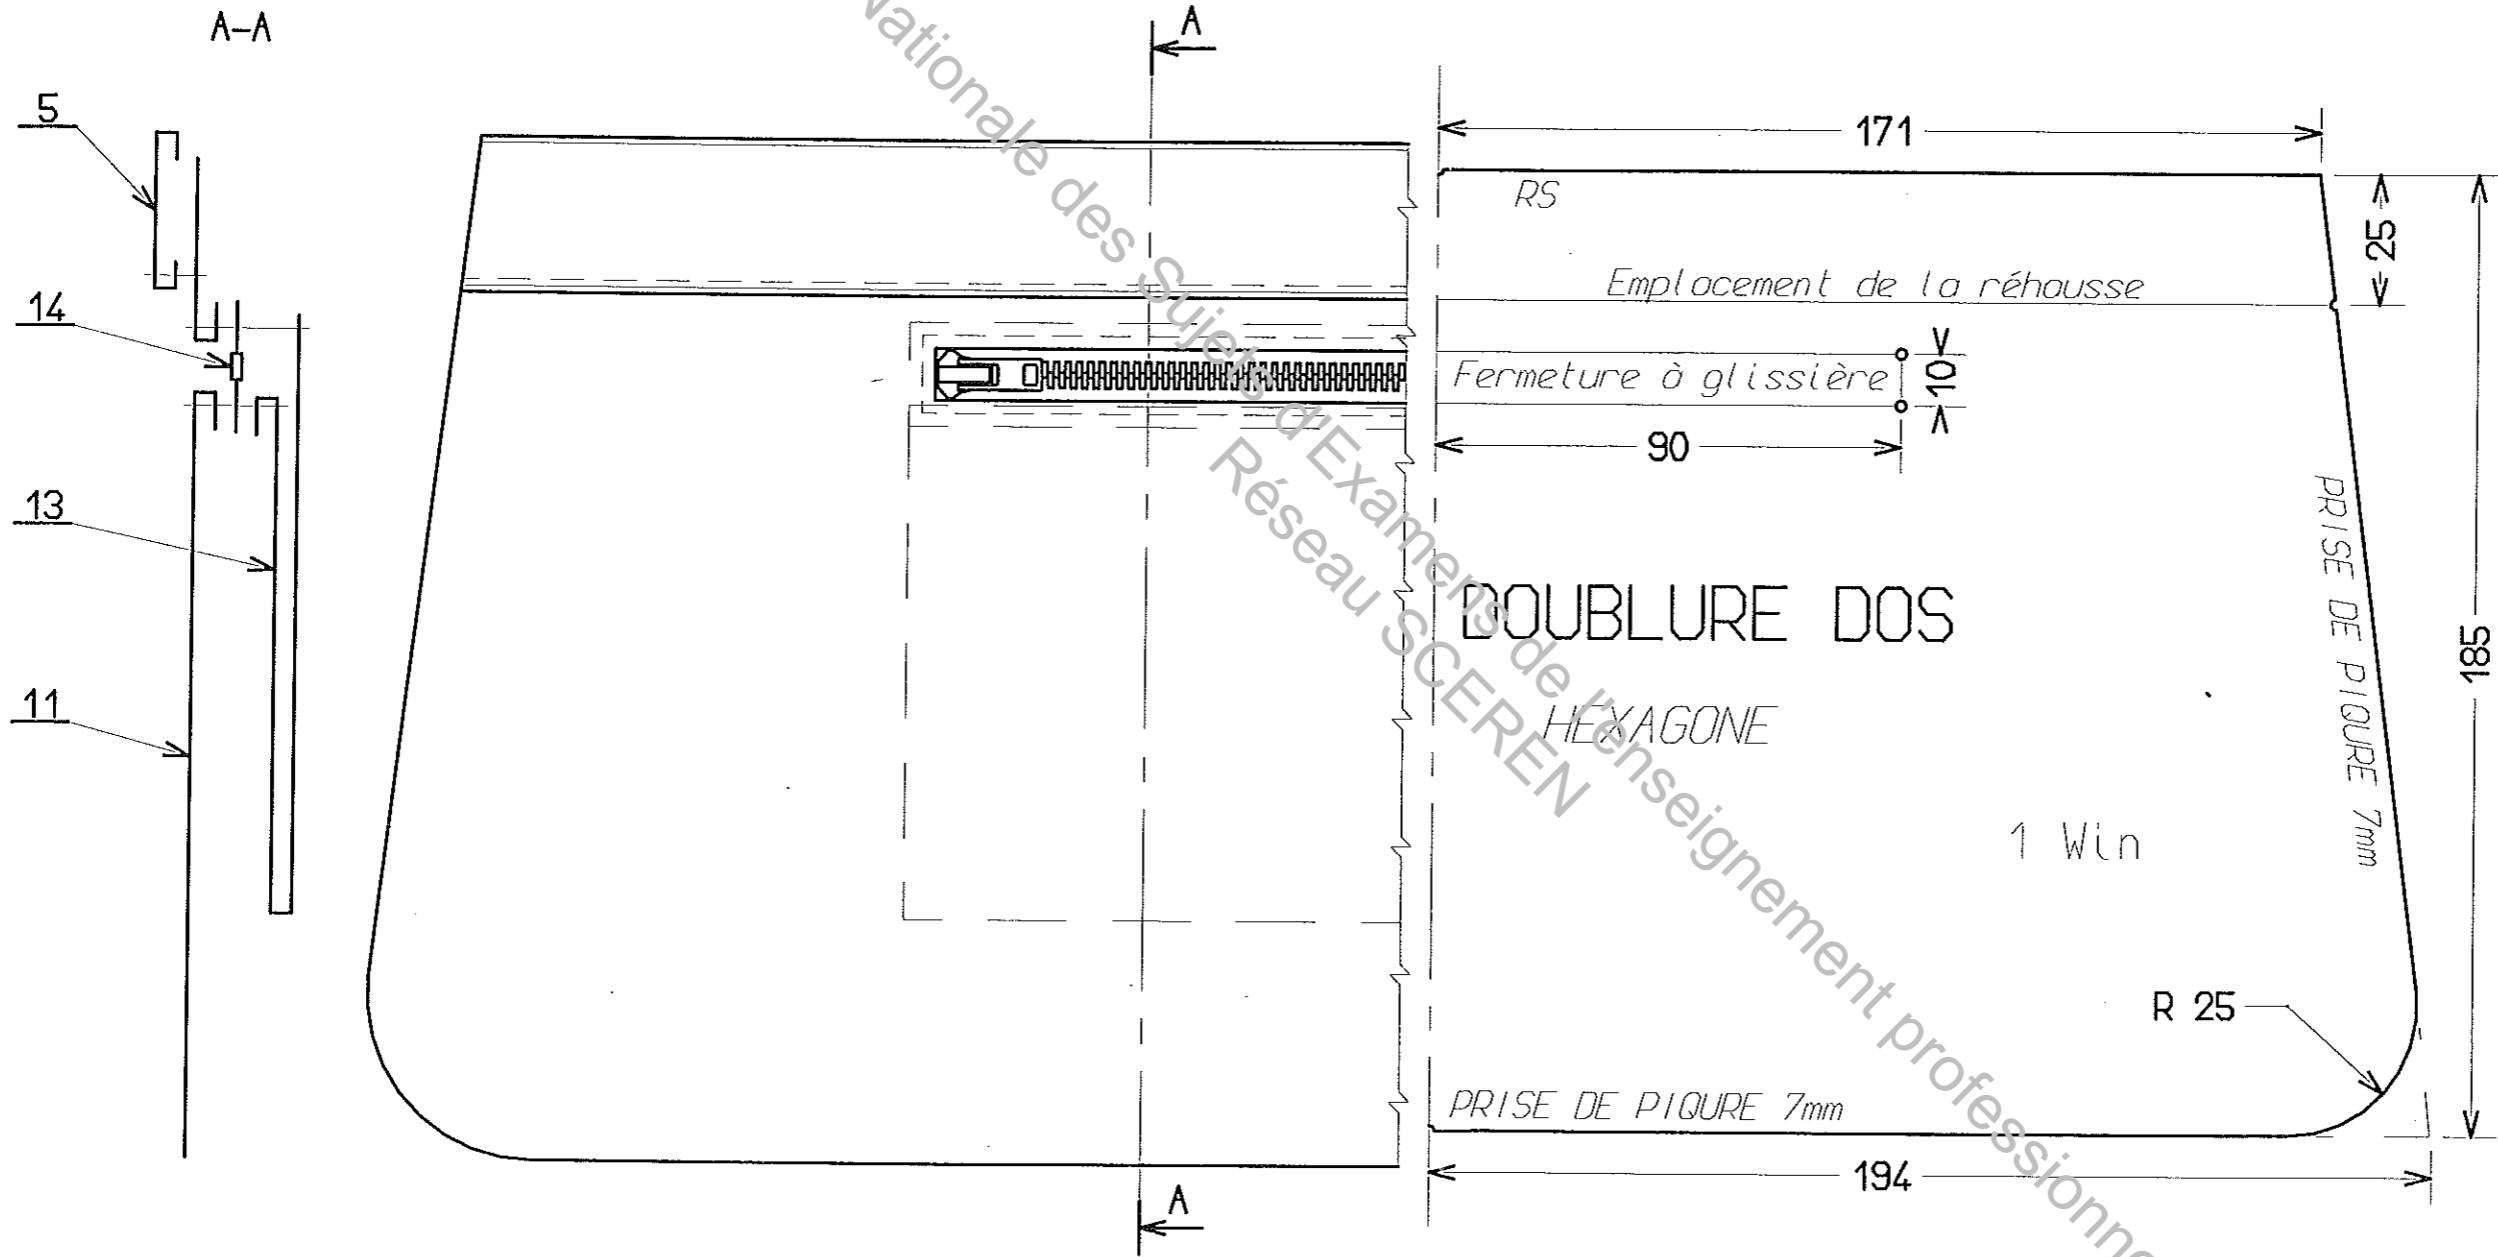 A-A
A
5
14
13
11
171
RS
25
Emplacement de la réhousse
Fermeture à glissière
10
90
PRISE DE PIQURE 7mm
DOUBLURE DOS
HEXAGONE
1 Win
185
R 25
PRISE DE PIQURE 7mm
194
A
Nationale des Sujets d'Examens de l'enseignement professionne
Réseau SCEREN